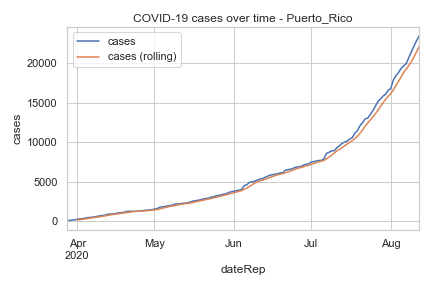 COVID-19 cases over time - Puerto_Rico
cases
cases (rolling)
cases
20000
15000
10000
5000
0
Apr
2020
May
Jun
Jul
Aug
dateRep